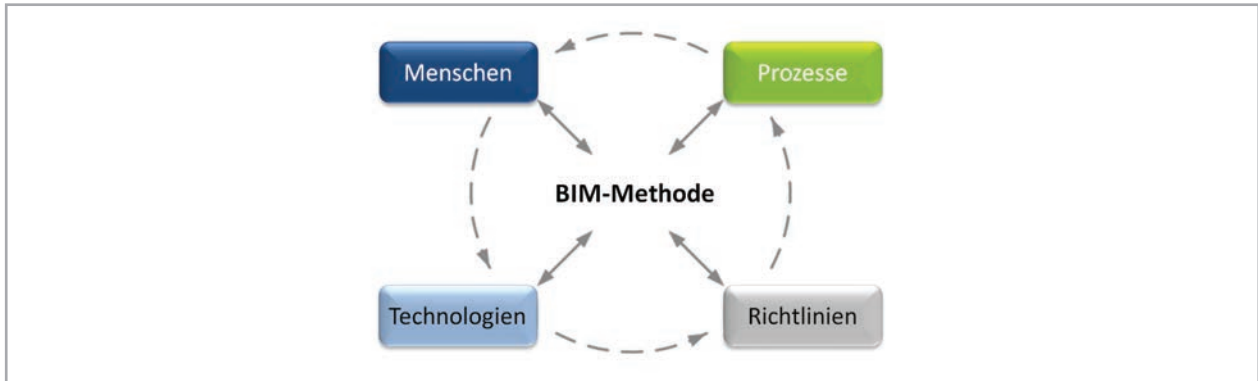 Menschen
Prozesse
BIM-Methode
Technologien
Richtlinien